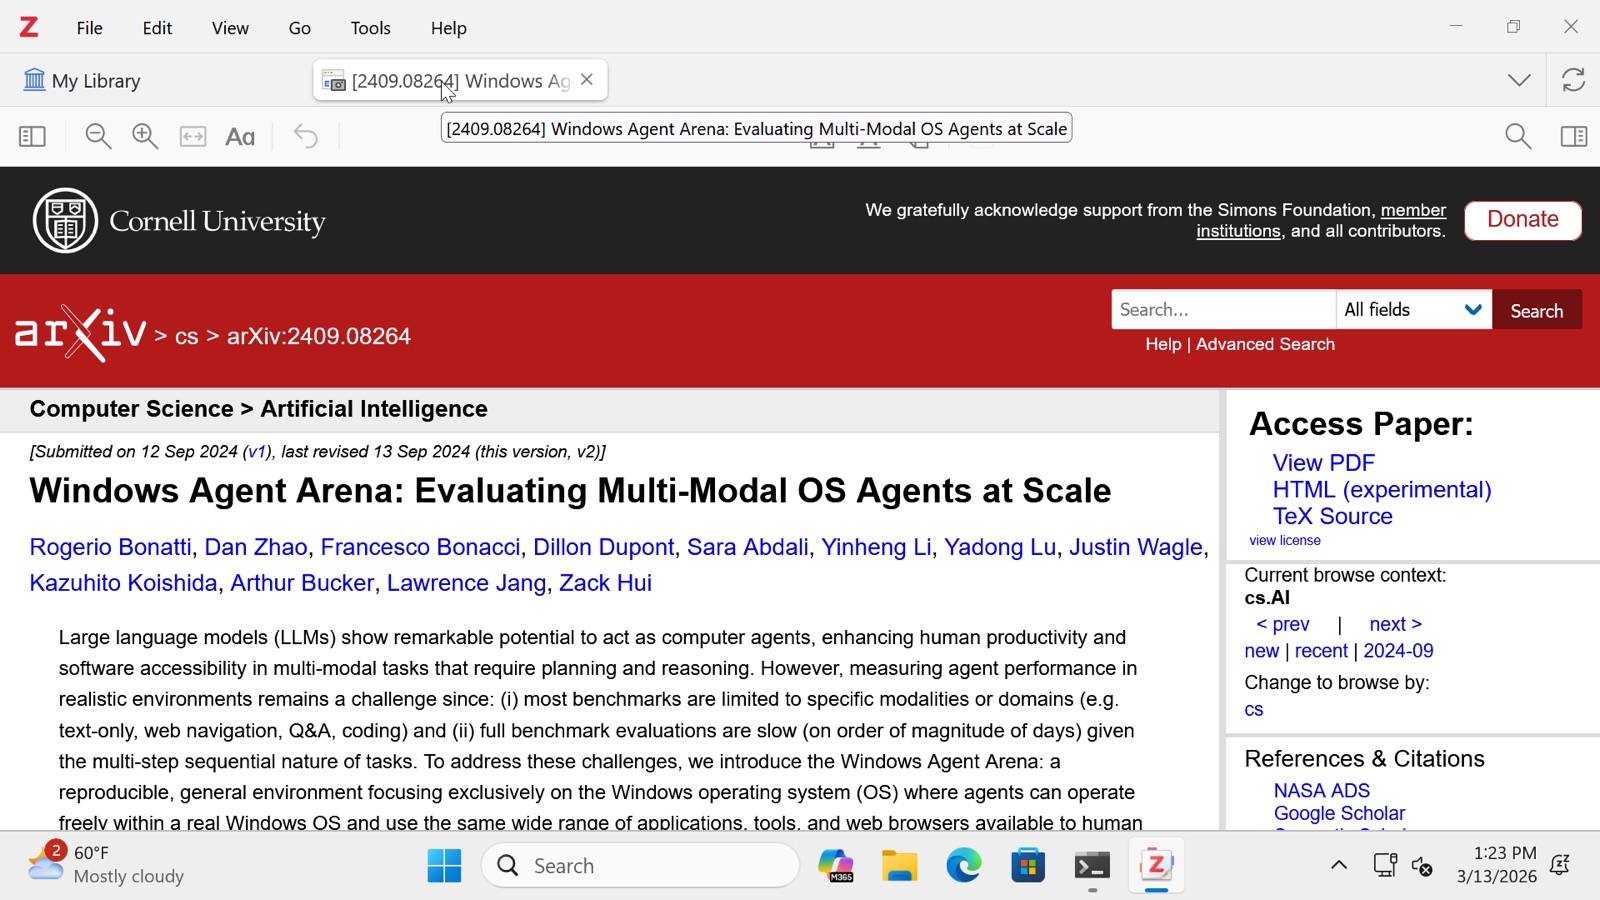 File Edit View Go Tools Help
My Library
[2409.08264] Windows Ag
Aa
[2409.08264] Windows Agent Arena: Evaluating Multi-Modal OS Agents at Scale
Cornell University
We gratefully acknowledge support from the Simons Foundation, member
institutions, and all contributors.
Donate
arXiv > cs > arXiv:2409.08264
Search...
All fields
Search
Help | Advanced Search
Computer Science > Artificial Intelligence
[Submitted on 12 Sep 2024 (v1), last revised 13 Sep 2024 (this version, v2)]
Windows Agent Arena: Evaluating Multi-Modal OS Agents at Scale
Rogerio Bonatti, Dan Zhao, Francesco Bonacci, Dillon Dupont, Sara Abdali, Yinheng Li, Yadong Lu, Justin Wagle,
Kazuhito Koishida, Arthur Bucker, Lawrence Jang, Zack Hui
Large language models (LLMs) show remarkable potential to act as computer agents, enhancing human productivity and
software accessibility in multi-modal tasks that require planning and reasoning. However, measuring agent performance in
realistic environments remains a challenge since: (i) most benchmarks are limited to specific modalities or domains (e.g.
text-only, web navigation, Q&A, coding) and (ii) full benchmark evaluations are slow (on order of magnitude of days) given
the multi-step sequential nature of tasks. To address these challenges, we introduce the Windows Agent Arena: a
reproducible, general environment focusing exclusively on the Windows operating system (OS) where agents can operate
freely within a real Windows OS and use the same wide range of applications, tools, and web browsers available to human
Access Paper:
View PDF
HTML (experimental)
TeX Source
view license
Current browse context:
cs.AI
< prev | next >
new | recent | 2024-09
Change to browse by:
cs
References & Citations
NASA ADS
Google Scholar
2
60°F
Mostly cloudy
Search
M365
1:23 PM
3/13/2026